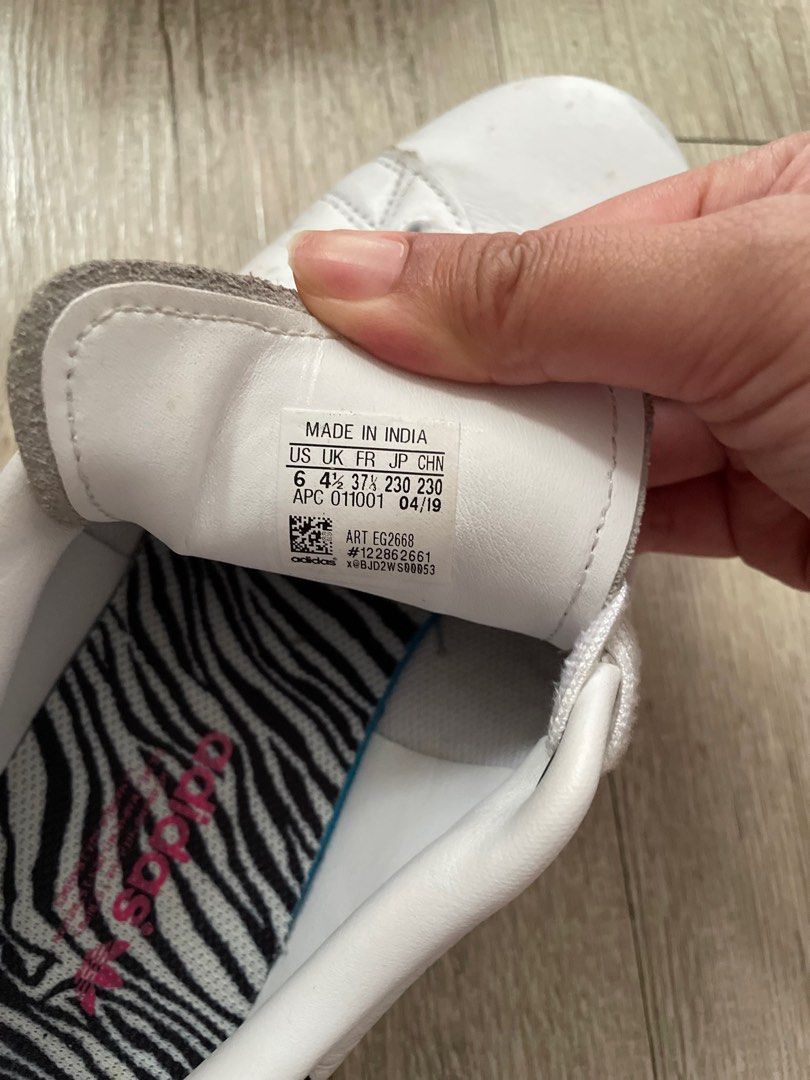 MADE IN INDIA
US UK FR JP CHN
6 4½ 37⅓ 230 230
APC 011001 04/19
ART EG2668
#122862661
adidas x@BJD2WS00053
adidas